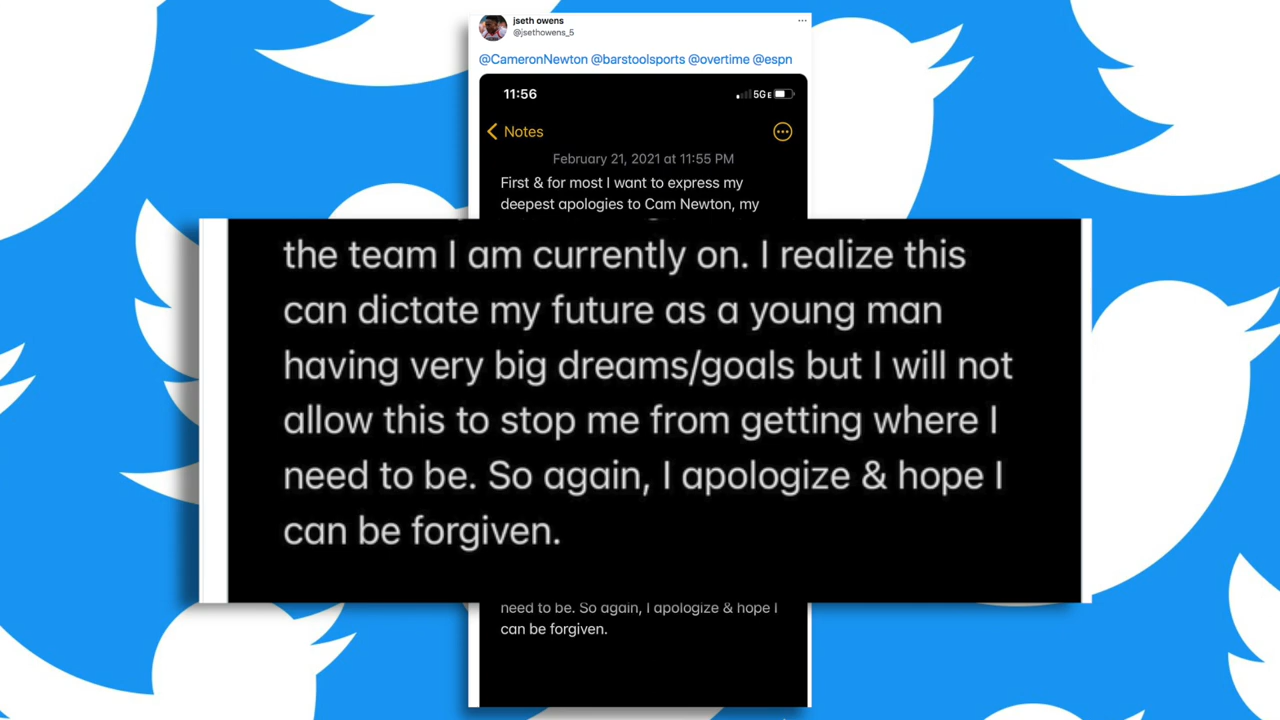 jseth owens
@jsethowens_5
@CameronNewton @barstoolsports @overtime @espn
11:56
5GE
Notes
February 21, 2021 at 11:55 PM
First & for most I want to express my
deepest apologies to Cam Newton, my
the team I am currently on. I realize this
can dictate my future as a young man
having very big dreams/goals but I will not
allow this to stop me from getting where I
need to be. So again, I apologize & hope I
can be forgiven.
need to be. So again, I apologize & hope I
can be forgiven.